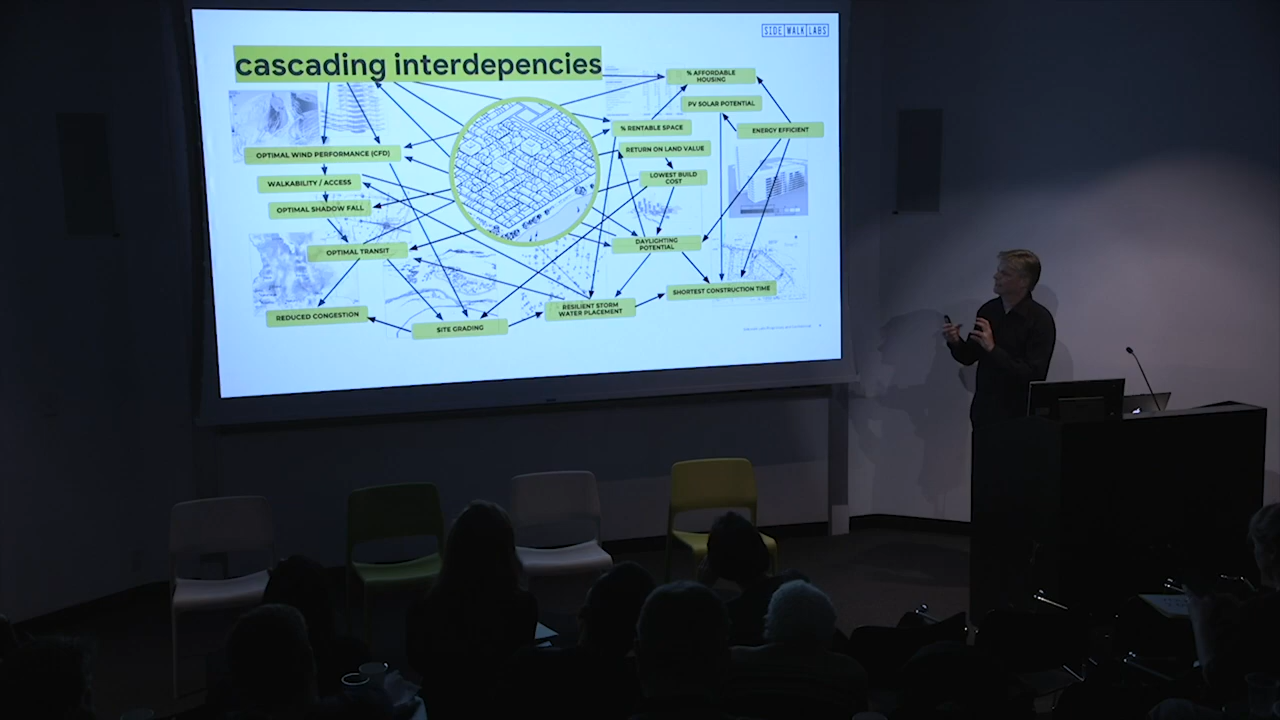 SIDE WALK LABS
cascading interdepencies
% AFFORDABLE
HOUSING
PV SOLAR POTENTIAL
% RENTABLE SPACE
ENERGY EFFICIENT
OPTIMAL WIND PERFORMANCE (CFD)
RETURN ON LAND VALUE
WALKABILITY / ACCESS
LOWEST BUILD
COST
OPTIMAL SHADOW FALL
OPTIMAL TRANSIT
DAYLIGHTING
POTENTIAL
SHORTEST CONSTRUCTION TIME
REDUCED CONGESTION
RESILIENT STORM
WATER PLACEMENT
SITE GRADING